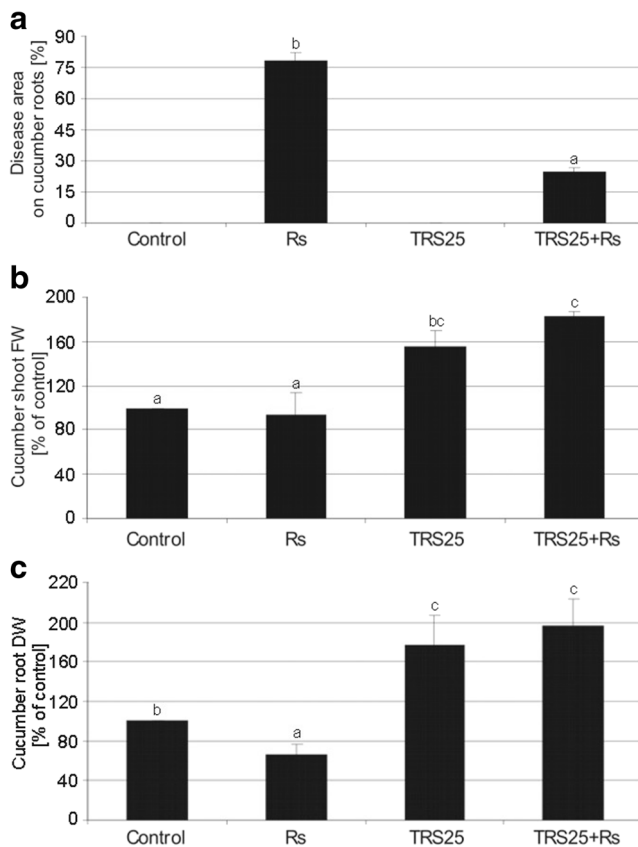 a
Disease area
on cucumber roots [%]
90
75
60
45
30
15
0
b
a
Control Rs TRS25 TRS25+Rs
b
Cucumber shoot FW
[% of control]
200
160
120
80
40
0
a
a
bc
c
Control Rs TRS25 TRS25+Rs
c
Cucumber root DW
[% of control]
220
200
160
120
80
40
0
b
a
c
c
Control Rs TRS25 TRS25+Rs